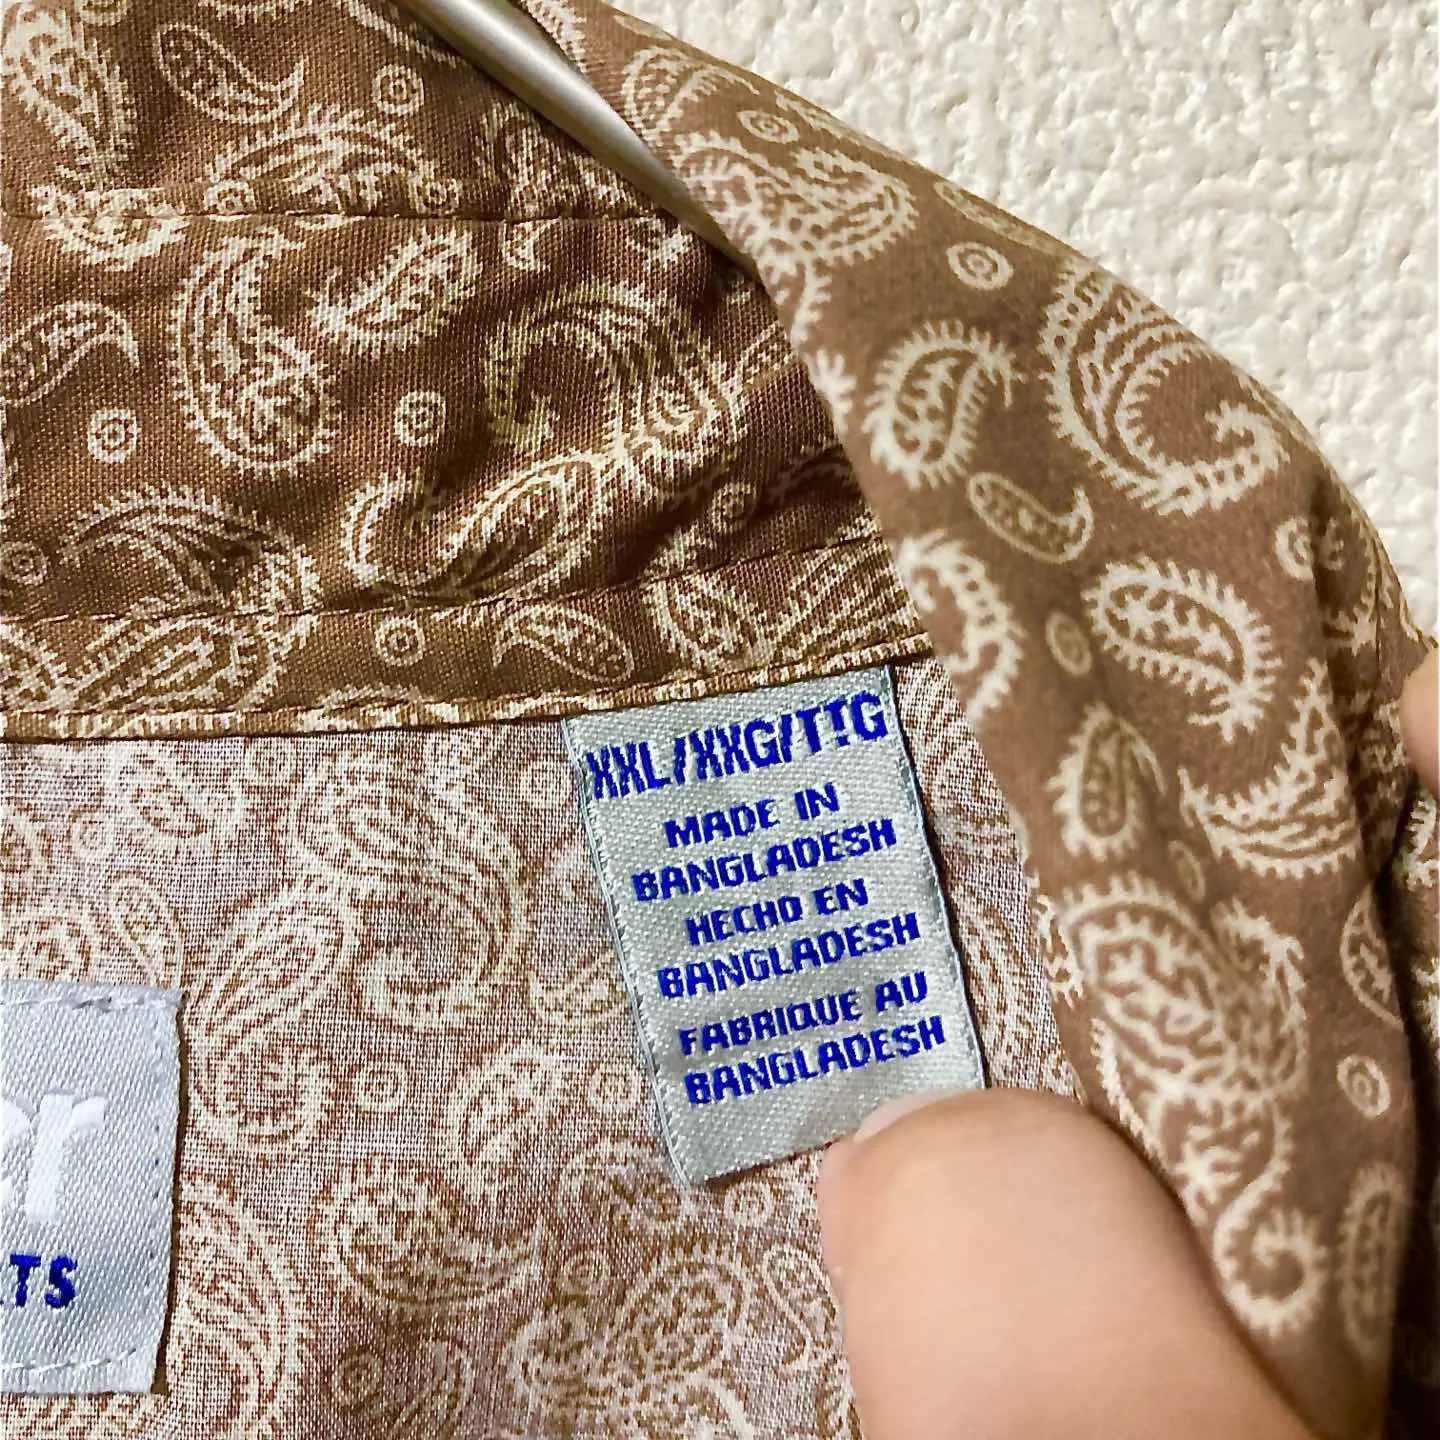 XXL/XXG/TTG
MADE IN
BANGLADESH
HECHO EN
BANGLADESH
FABRIQUE AU
BANGLADESH